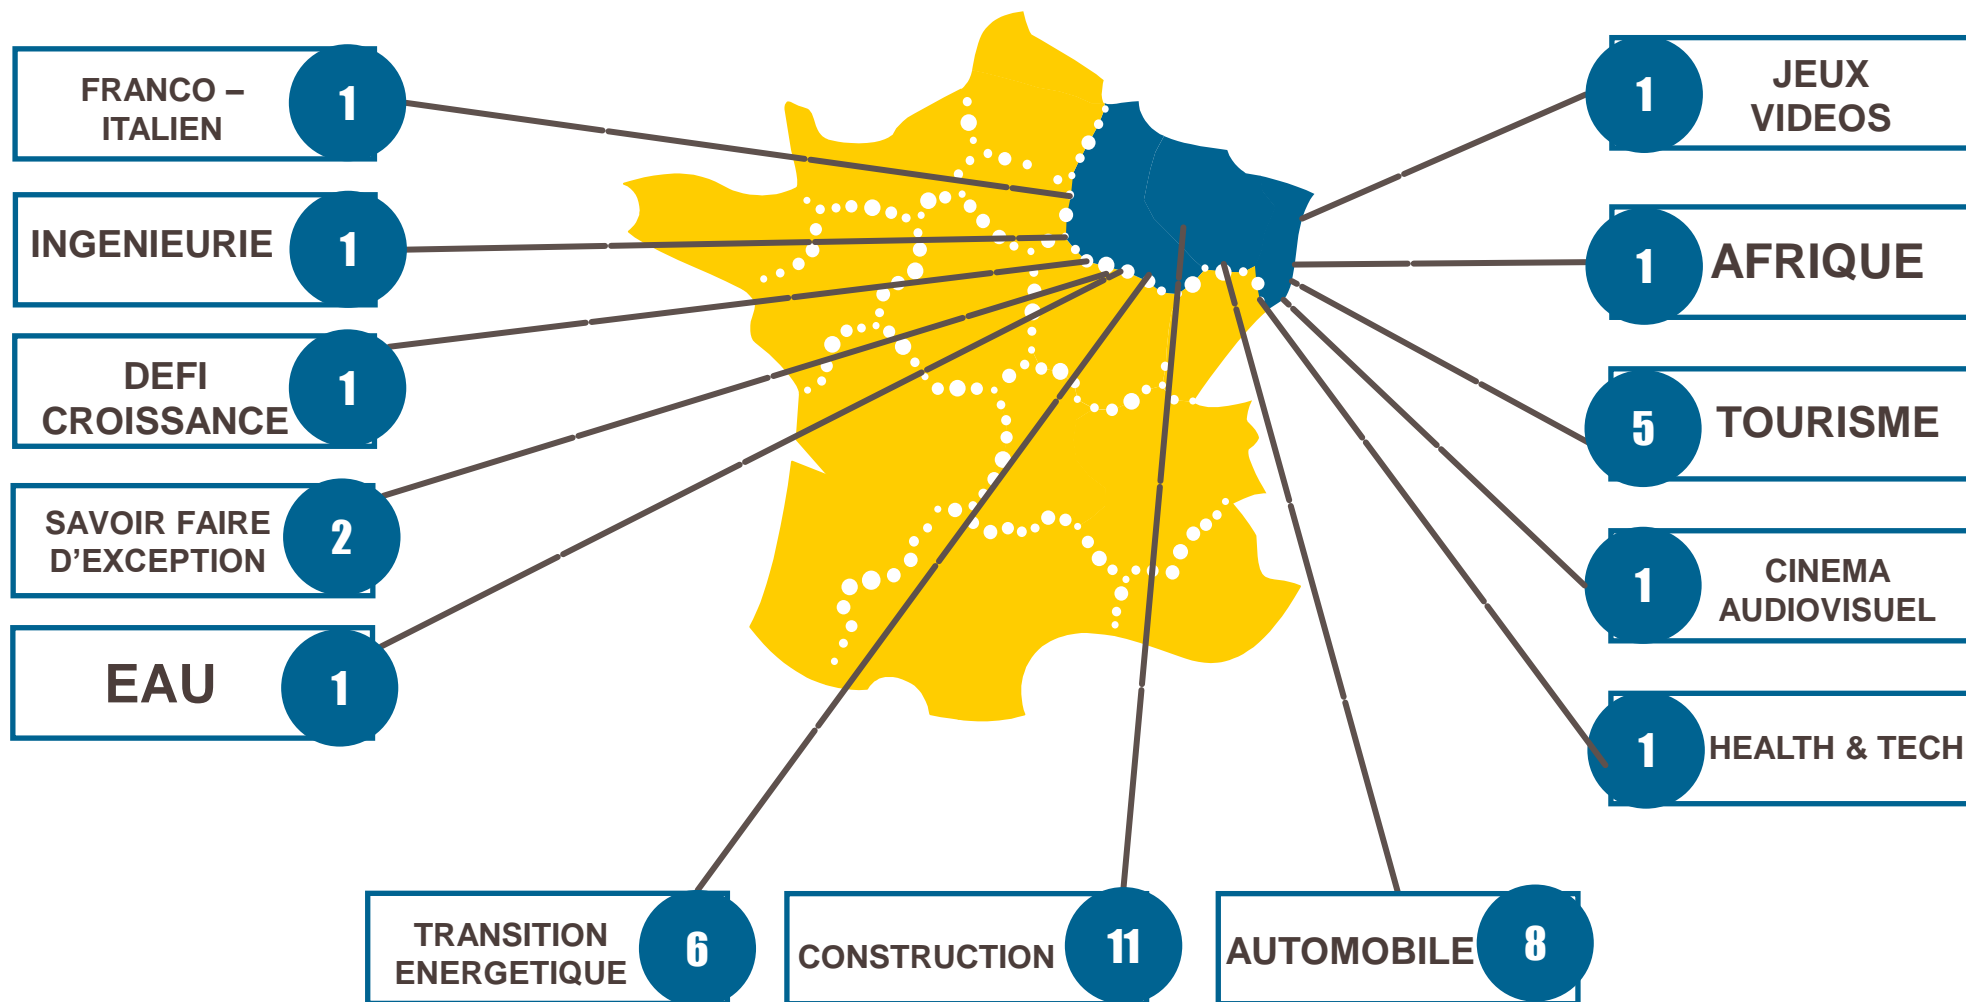 FRANCO –
ITALIEN
1
INGENIEURIE
1
DEFI
CROISSANCE
1
SAVOIR FAIRE
D’EXCEPTION
2
EAU
1
TRANSITION
ENERGETIQUE
6
CONSTRUCTION
11
AUTOMOBILE
8
1
JEUX
VIDEOS
1
AFRIQUE
5
TOURISME
1
CINEMA
AUDIOVISUEL
1
HEALTH & TECH